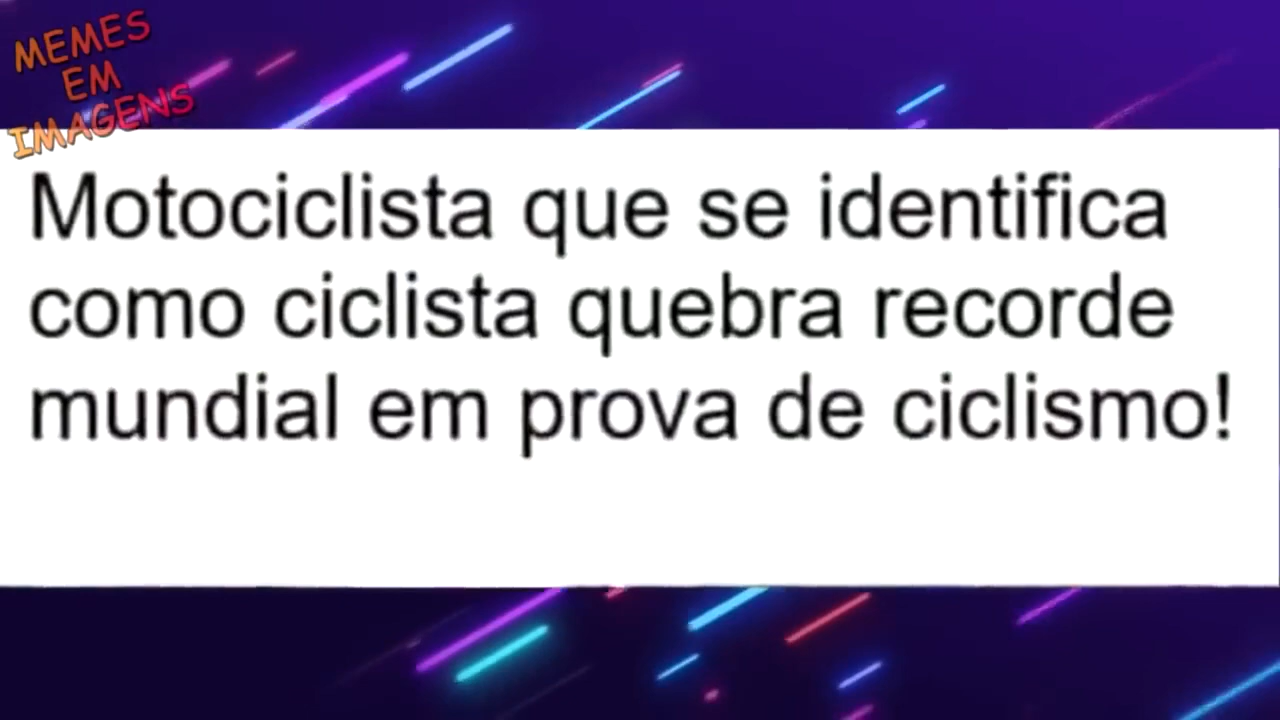 MEMES
EM
IMAGENS
Motociclista que se identifica
como ciclista quebra recorde
mundial em prova de ciclismo!